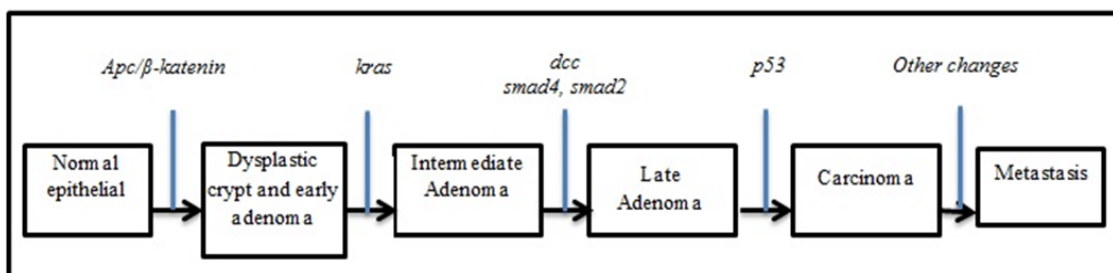 Apc/β-katenin
kras
dcc
smad4, smad2
p53
Other changes
Normal
epithelial
Dysplastic
crypt and early
adenoma
Intermediate
Adenoma
Late
Adenoma
Carcinoma
Metastasis